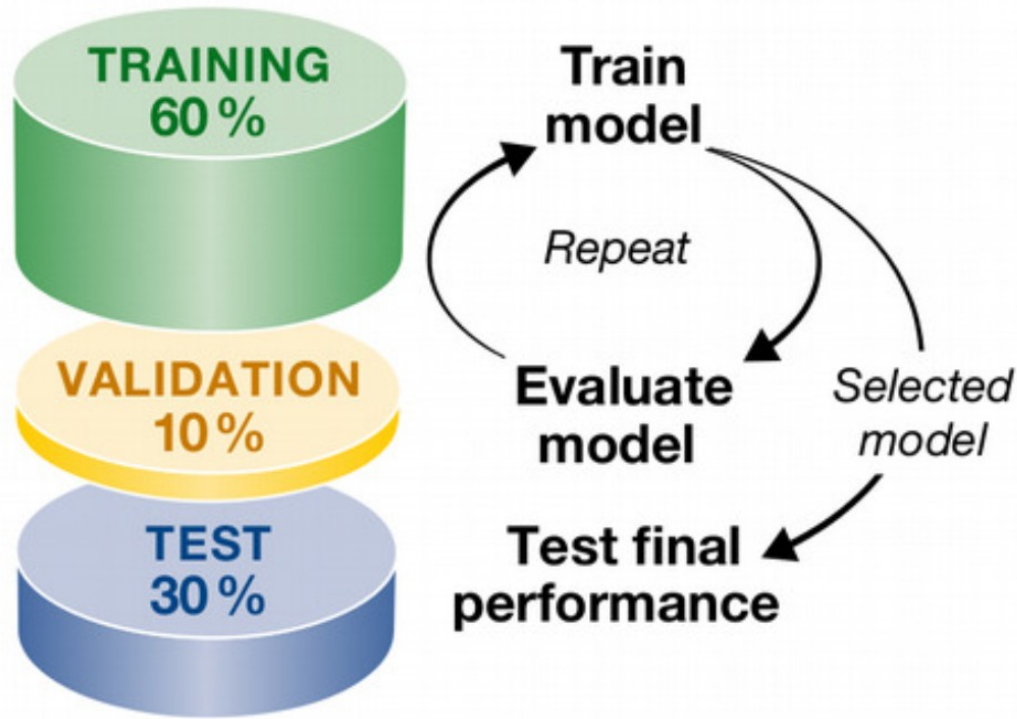 TRAINING
60 %
VALIDATION
10 %
TEST
30 %
Train
model
Repeat
Evaluate
model
Selected
model
Test final
performance